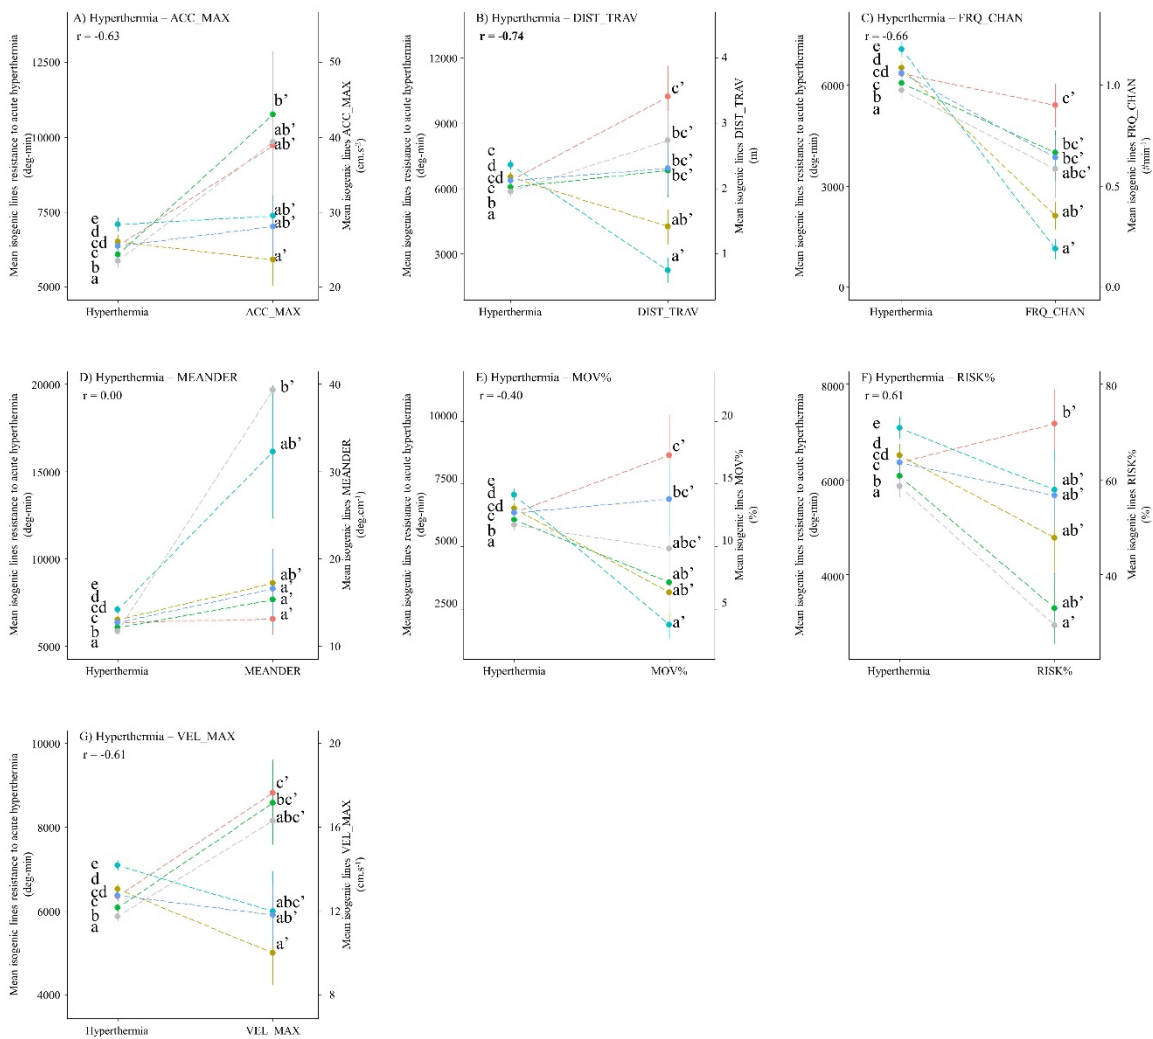 A) Hyperthermia – ACC_MAX
r = -0.63
Mean isogenic lines resistance to acute hyperthermia
(deg-min)
12500
10000
7500
5000
e
d
cd
c
b
a
b’
ab’
ab’
ab’
ab’
a’
50
40
30
20
Mean isogenic lines ACC_MAX
(cm.s-²)
Hyperthermia
ACC_MAX
B) Hyperthermia – DIST_TRAV
r = -0.74
Mean isogenic lines resistance to acute hyperthermia
(deg-min)
12000
9000
6000
3000
e
d
cd
c
b
a
c’
bc’
bc’
bc’
ab’
a’
4
3
2
1
Mean isogenic lines DIST_TRAV
(m)
Hyperthermia
DIST_TRAV
C) Hyperthermia – FRQ_CHAN
r = -0.66
Mean isogenic lines resistance to acute hyperthermia
(deg-min)
6000
3000
0
e
d
cd
c
b
a
c’
bc’
bc’
abc’
ab’
a’
1.0
0.5
0.0
Mean isogenic lines FRQ_CHAN
(#/min-¹)
Hyperthermia
FRQ_CHAN
D) Hyperthermia – MEANDER
r = 0.00
Mean isogenic lines resistance to acute hyperthermia
(deg-min)
20000
15000
10000
5000
e
d
cd
c
b
a
b’
ab’
ab’
a’
a’
a’
40
30
20
10
Mean isogenic lines MEANDER
(deg.cm-¹)
Hyperthermia
MEANDER
E) Hyperthermia – MOV%
r = -0.40
Mean isogenic lines resistance to acute hyperthermia
(deg-min)
10000
7500
5000
2500
e
d
cd
c
b
a
c’
bc’
abc’
ab’
ab’
a’
20
15
10
5
Mean isogenic lines MOV%
(%)
Hyperthermia
MOV%
F) Hyperthermia – RISK%
r = 0.61
Mean isogenic lines resistance to acute hyperthermia
(deg-min)
8000
6000
4000
e
d
cd
c
b
a
b’
ab’
ab’
ab’
ab’
a’
80
60
40
Mean isogenic lines RISK%
(%)
Hyperthermia
RISK%
G) Hyperthermia – VEL_MAX
r = -0.61
Mean isogenic lines resistance to acute hyperthermia
(deg-min)
10000
8000
6000
4000
e
d
cd
c
b
a
c’
bc’
abc’
abc’
ab’
a’
20
16
12
8
Mean isogenic lines VEL_MAX
(cm.s-¹)
Hyperthermia
VEL_MAX